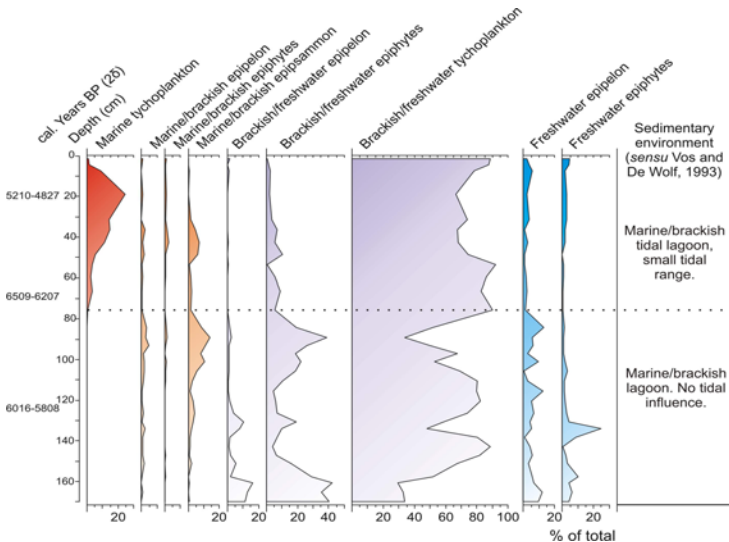 cal. Years BP (2δ)
Depth (cm)
Marine tychoplankton
Marine/brackish epipelon
Marine/brackish epiphytes
Marine/brackish epipsammon
Brackish/freshwater epipelon
Brackish/freshwater epiphytes
Brackish/freshwater tychoplankton
Freshwater epipelon
Freshwater epiphytes
Sedimentary
environment
(sensu Vos and
De Wolf, 1993)
0
5210-4827
20
40
60
6509-6207
80
100
6016-5808
120
140
160
Marine/brackish
tidal lagoon,
small tidal
range.
Marine/brackish
lagoon. No tidal
influence.
20 20 20 40 20 40 60 80 100 20 20
% of total